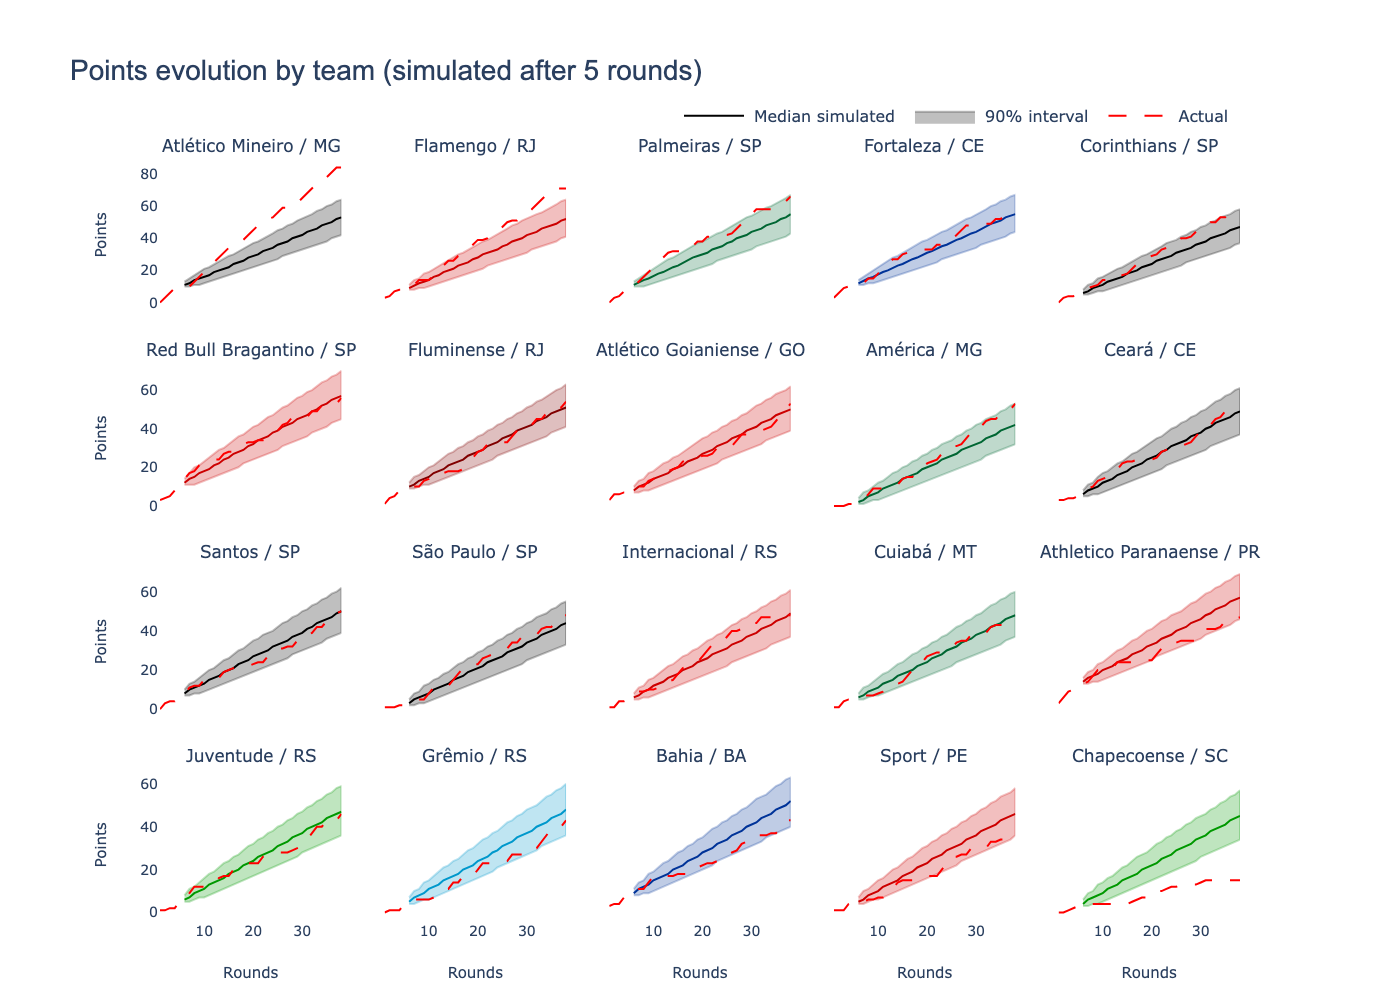 Points evolution by team (simulated after 5 rounds)
Median simulated 90% interval Actual
Atlético Mineiro / MG Flamengo / RJ Palmeiras / SP Fortaleza / CE Corinthians / SP
80
60
40
20
0
Points
Red Bull Bragantino / SP Fluminense / RJ Atlético Goianiense / GO América / MG Ceará / CE
60
40
20
0
Points
Santos / SP São Paulo / SP Internacional / RS Cuiabá / MT Athletico Paranaense / PR
60
40
20
0
Points
Juventude / RS Grêmio / RS Bahia / BA Sport / PE Chapecoense / SC
60
40
20
0
Points
10 20 30 10 20 30 10 20 30 10 20 30 10 20 30
Rounds Rounds Rounds Rounds Rounds